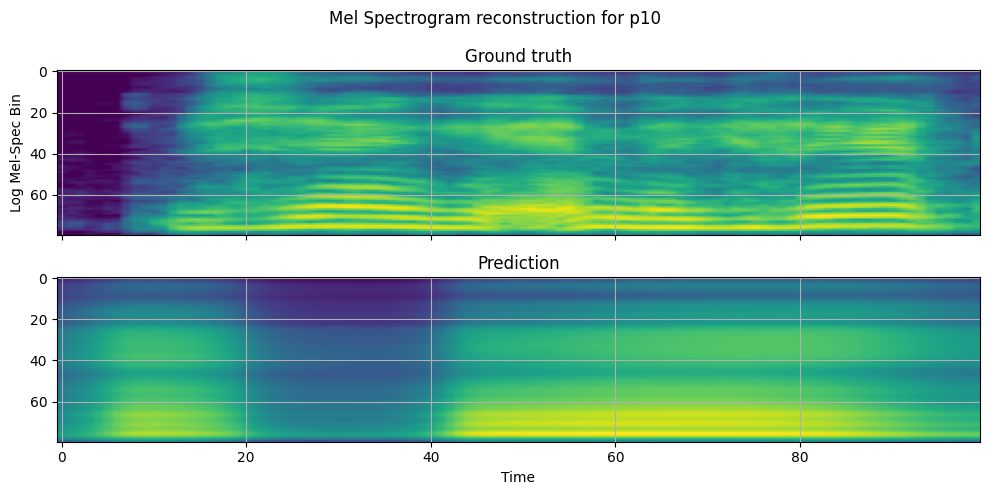 Mel Spectrogram reconstruction for p10
Ground truth
0
20
40
60
Log Mel-Spec Bin
Prediction
0
20
40
60
0 20 40 60 80
Time